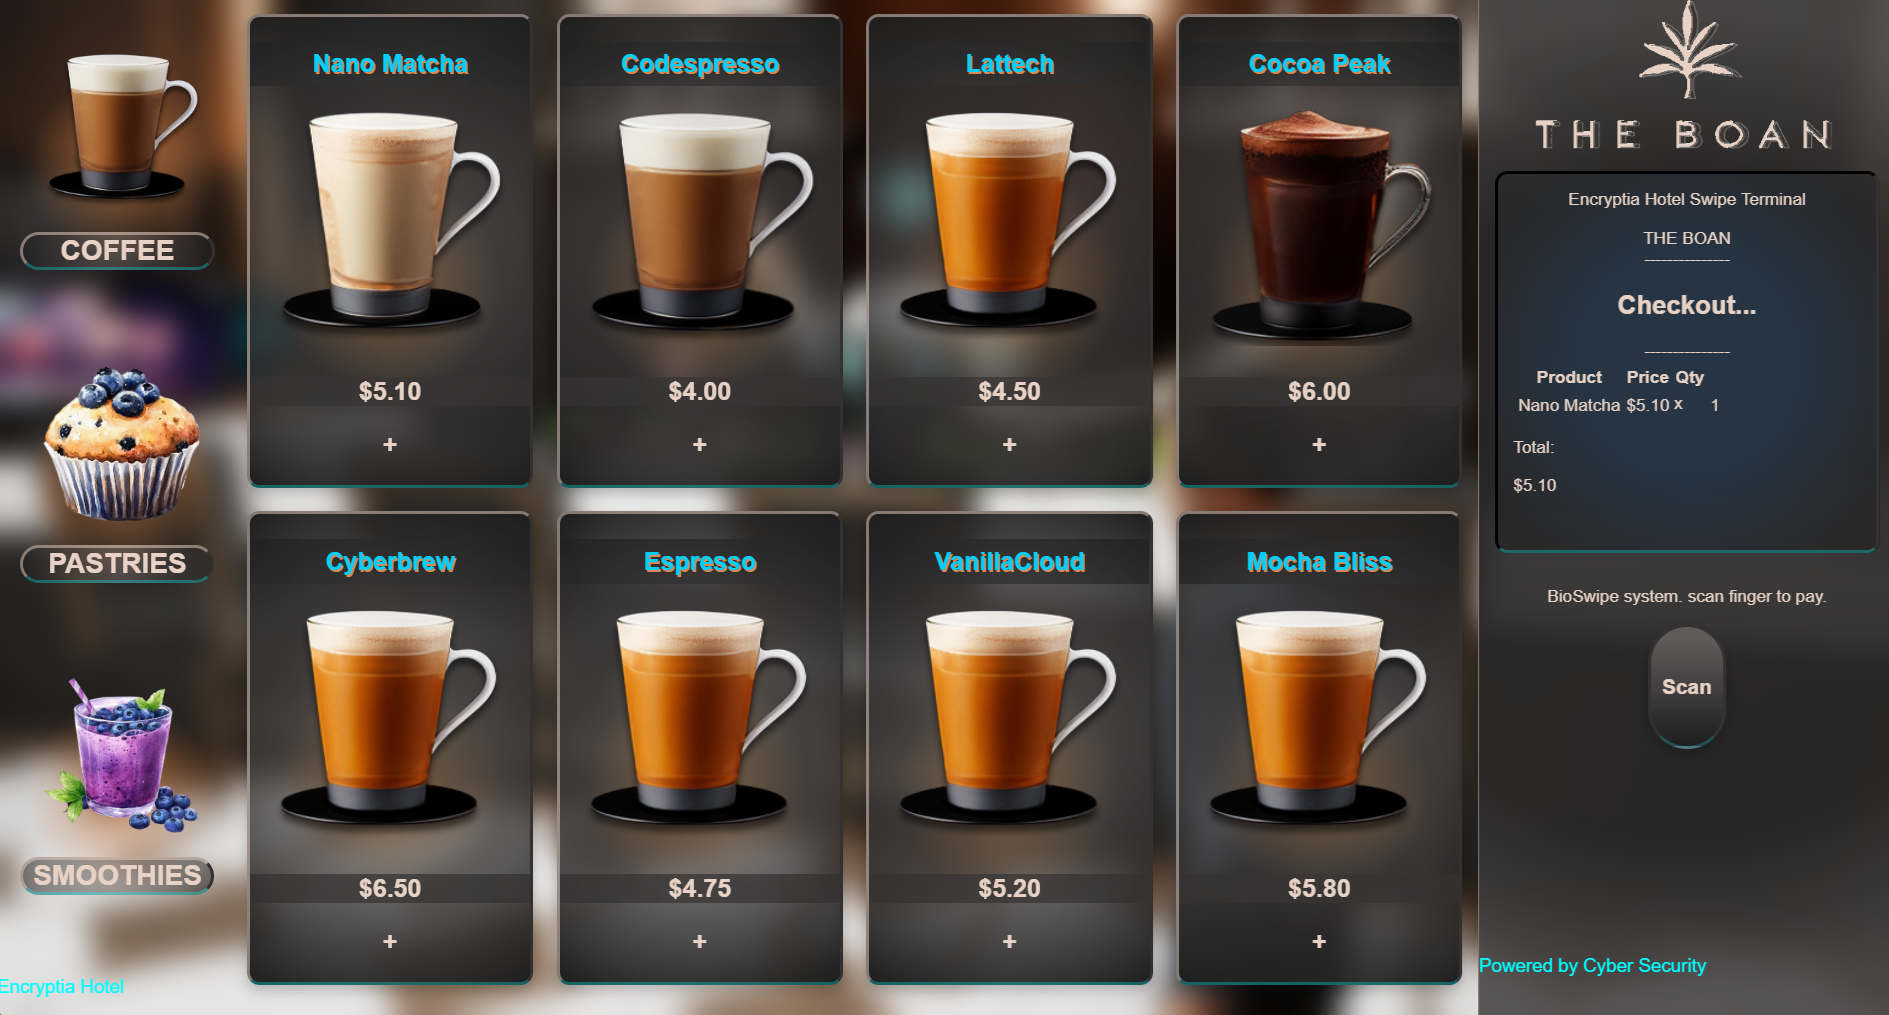 COFFEE
PASTRIES
SMOOTHIES
Encryptia Hotel
Nano Matcha
$5.10
+
Codespresso
$4.00
+
Lattech
$4.50
+
Cocoa Peak
$6.00
+
Cyberbrew
$6.50
+
Espresso
$4.75
+
VanillaCloud
$5.20
+
Mocha Bliss
$5.80
+
THE BOAN
Encryptia Hotel Swipe Terminal
THE BOAN
---------------
Checkout...
---------------
Product Price Qty
Nano Matcha $5.10 x 1
Total:
$5.10
BioSwipe system. scan finger to pay.
Scan
Powered by Cyber Security